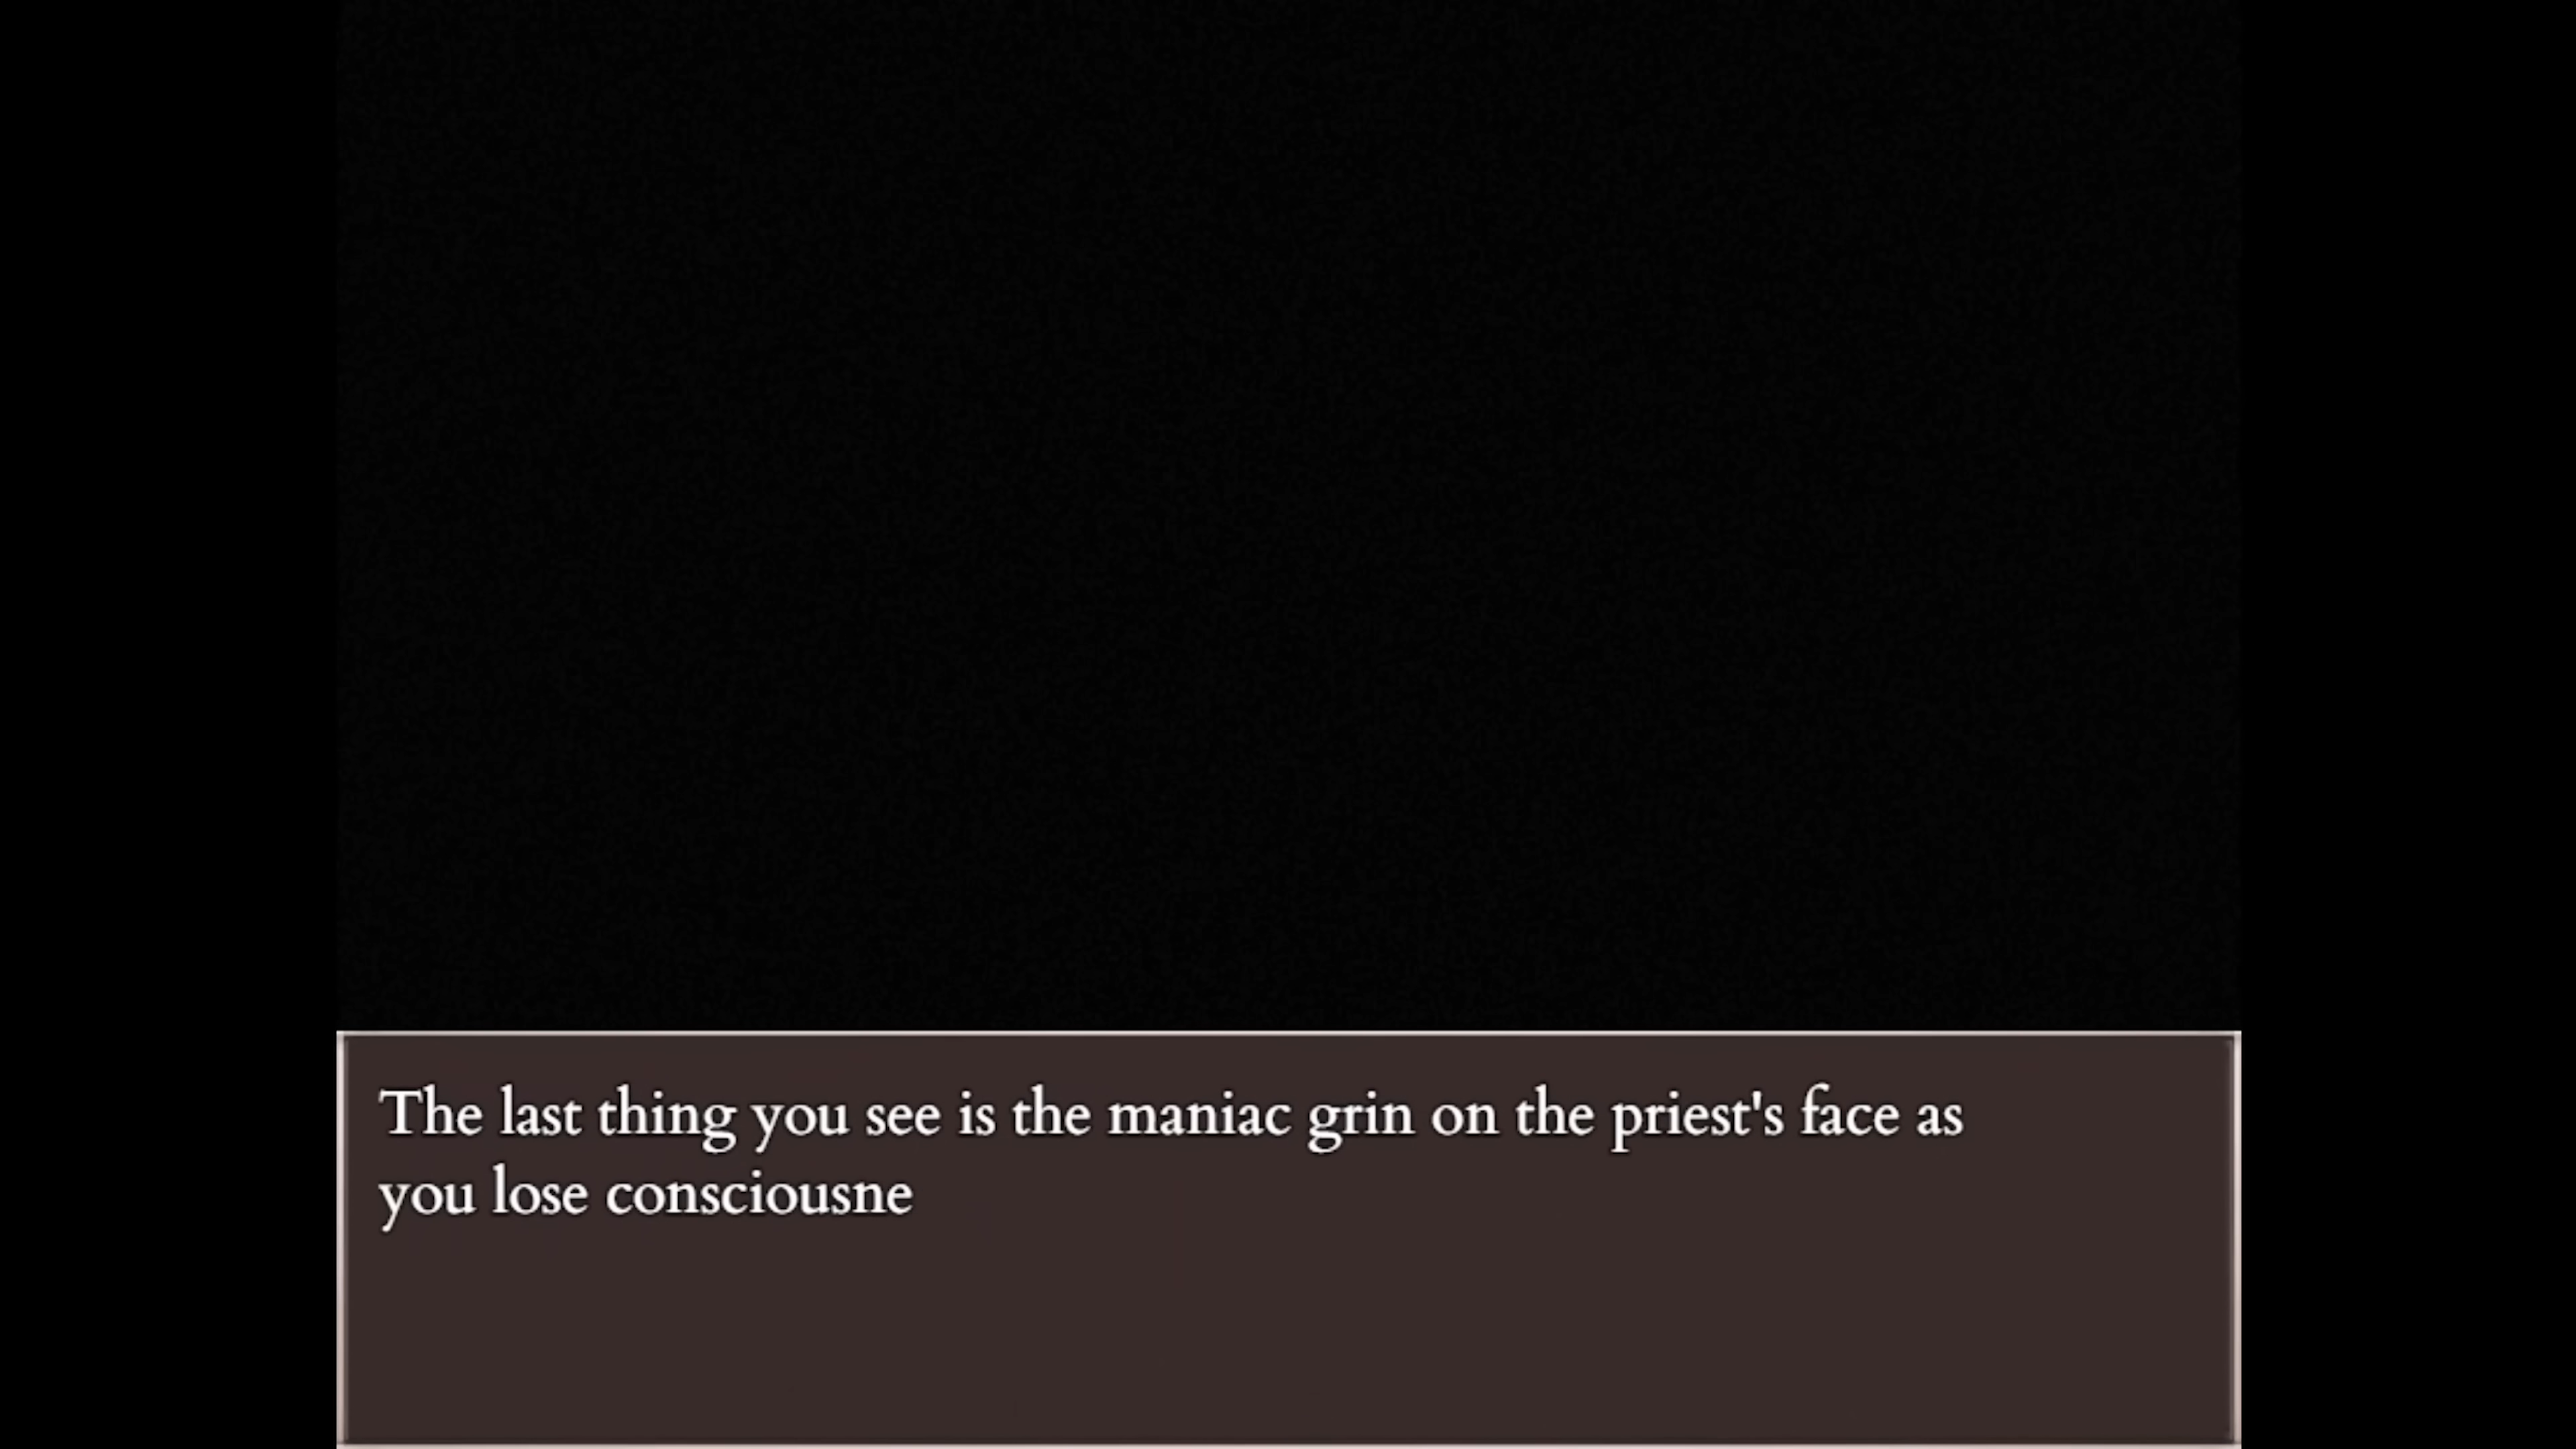 The last thing you see is the maniac grin on the priest's face as
you lose consciousne